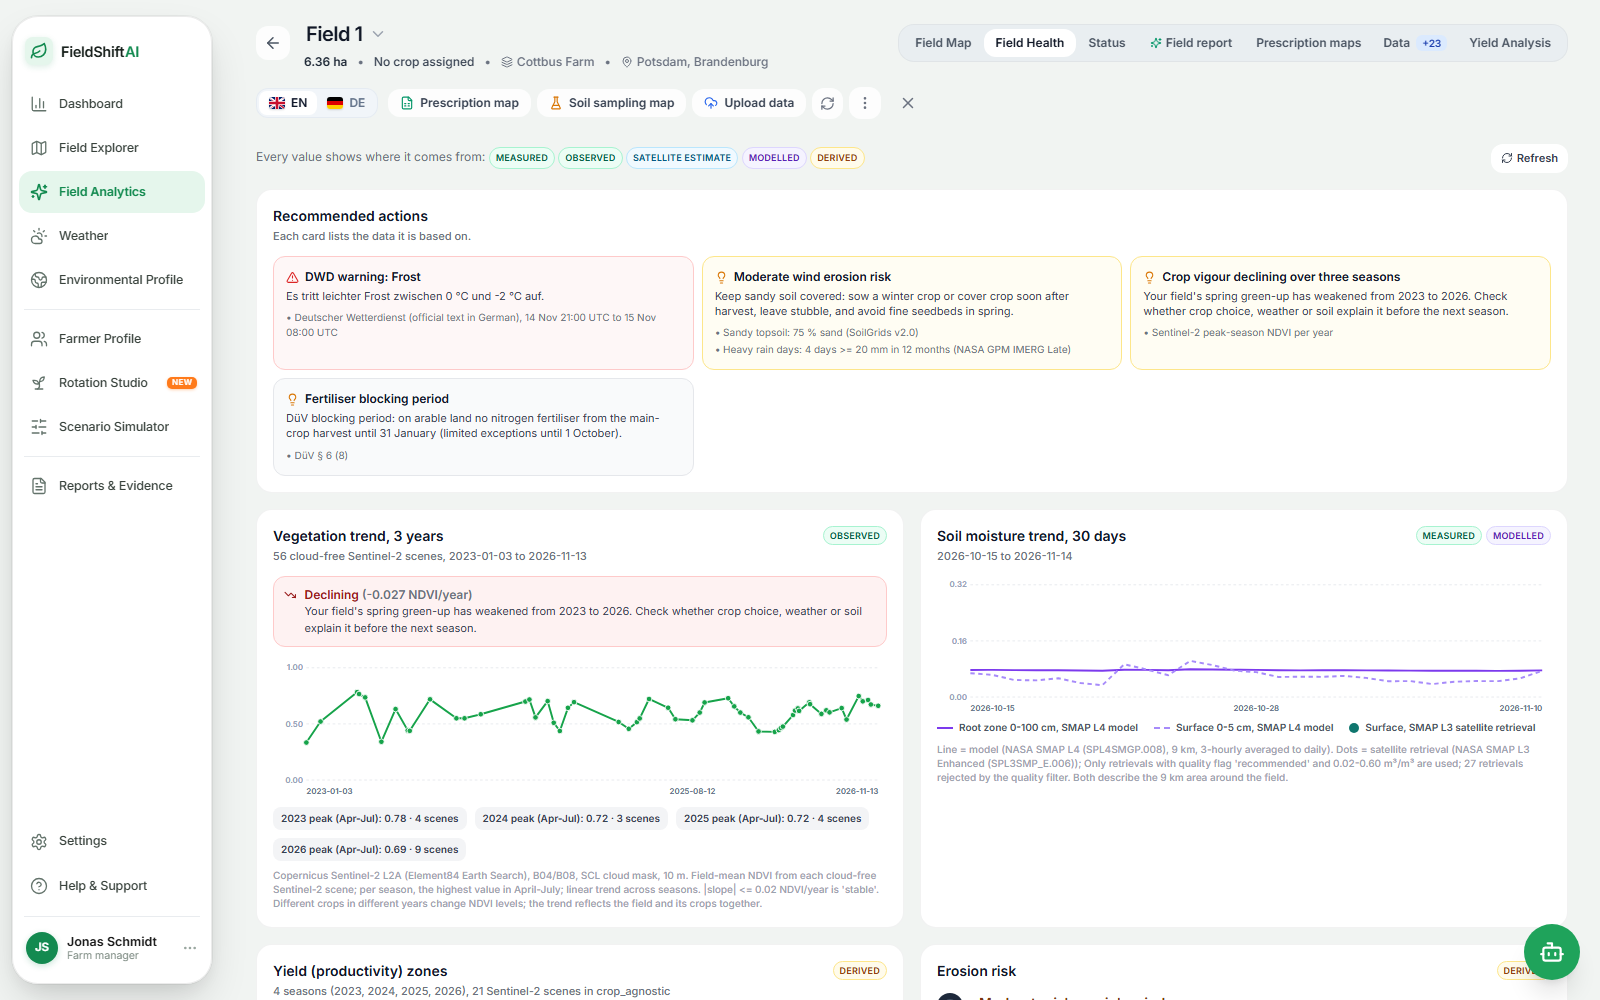 FieldShiftAI
Dashboard
Field Explorer
Field Analytics
Weather
Environmental Profile
Farmer Profile
Rotation Studio NEW
Scenario Simulator
Reports & Evidence
Settings
Help & Support
JS Jonas Schmidt
Farm manager
Field 1
6.36 ha • No crop assigned • Cottbus Farm • Potsdam, Brandenburg
Field Map Field Health Status Field report Prescription maps Data +23 Yield Analysis
EN DE Prescription map Soil sampling map Upload data
Every value shows where it comes from: MEASURED OBSERVED SATELLITE ESTIMATE MODELLED DERIVED
Refresh
Recommended actions
Each card lists the data it is based on.
DWD warning: Frost
Es tritt leichter Frost zwischen 0 °C und -2 °C auf.
• Deutscher Wetterdienst (official text in German), 14 Nov 21:00 UTC to 15 Nov
08:00 UTC
Moderate wind erosion risk
Keep sandy soil covered: sow a winter crop or cover crop soon after
harvest, leave stubble, and avoid fine seedbeds in spring.
• Sandy topsoil: 75 % sand (SoilGrids v2.0)
• Heavy rain days: 4 days >= 20 mm in 12 months (NASA GPM IMERG Late)
Crop vigour declining over three seasons
Your field's spring green-up has weakened from 2023 to 2026. Check
whether crop choice, weather or soil explain it before the next season.
• Sentinel-2 peak-season NDVI per year
Fertiliser blocking period
DüV blocking period: on arable land no nitrogen fertiliser from the main-
crop harvest until 31 January (limited exceptions until 1 October).
• DüV § 6 (8)
Vegetation trend, 3 years
OBSERVED
56 cloud-free Sentinel-2 scenes, 2023-01-03 to 2026-11-13
Declining (-0.027 NDVI/year)
Your field's spring green-up has weakened from 2023 to 2026. Check whether crop choice, weather or soil
explain it before the next season.
1.00
0.50
0.00
2023-01-03 2025-08-12 2026-11-13
2023 peak (Apr-Jul): 0.78 · 4 scenes
2024 peak (Apr-Jul): 0.72 · 3 scenes
2025 peak (Apr-Jul): 0.72 · 4 scenes
2026 peak (Apr-Jul): 0.69 · 9 scenes
Copernicus Sentinel-2 L2A (Element84 Earth Search), B04/B08, SCL cloud mask, 10 m. Field-mean NDVI from each cloud-free
Sentinel-2 scene; per season, the highest value in April-July; linear trend across seasons. |slope| <= 0.02 NDVI/year is 'stable'.
Different crops in different years change NDVI levels; the trend reflects the field and its crops together.
Soil moisture trend, 30 days
MEASURED MODELLED
2026-10-15 to 2026-11-14
0.32
0.16
0.00
2026-10-15 2026-10-28 2026-11-10
Root zone 0-100 cm, SMAP L4 model Surface 0-5 cm, SMAP L4 model Surface, SMAP L3 satellite retrieval
Line = model (NASA SMAP L4 (SPL4SMGP.008), 9 km, 3-hourly averaged to daily). Dots = satellite retrieval (NASA SMAP L3
Enhanced (SPL3SMP_E.006)); Only retrievals with quality flag 'recommended' and 0.02-0.60 m³/m³ are used; 27 retrievals
rejected by the quality filter. Both describe the 9 km area around the field.
Yield (productivity) zones
DERIVED
4 seasons (2023, 2024, 2025, 2026), 21 Sentinel-2 scenes in crop_agnostic
Erosion risk